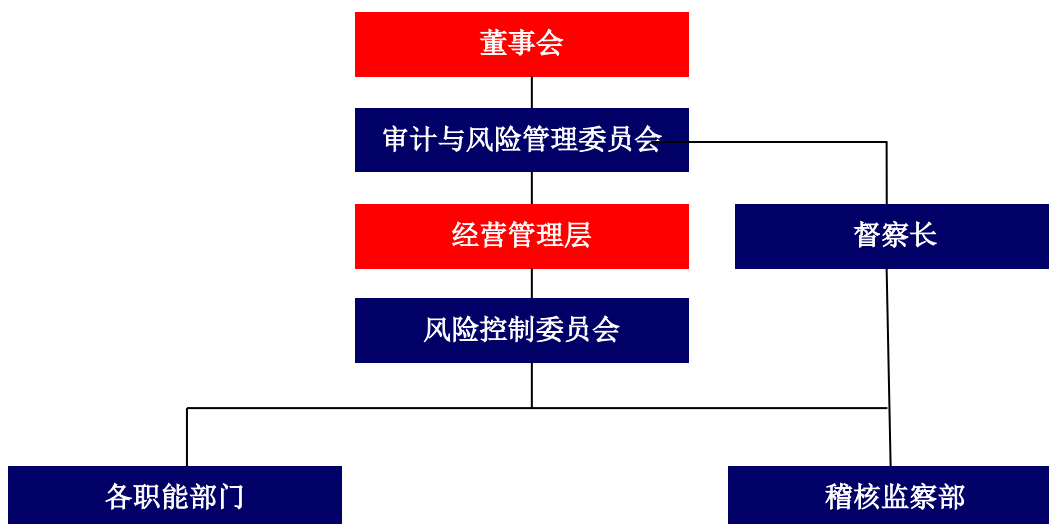 董事会
审计与风险管理委员会
经营管理层
督察长
风险控制委员会
各职能部门
稽核监察部